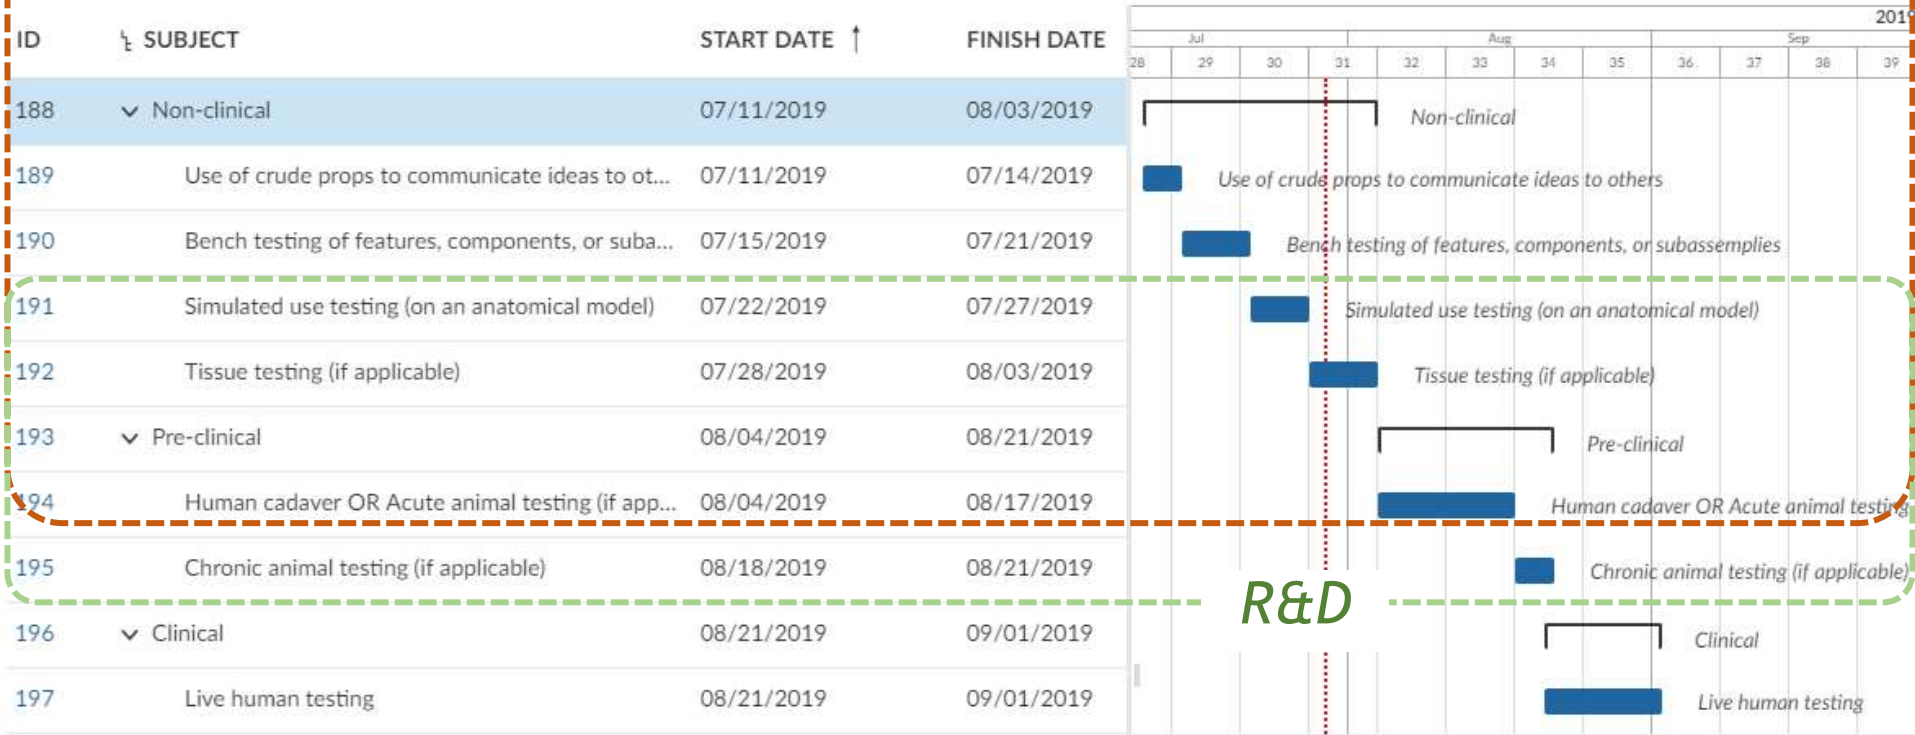 2019
ID SUBJECT START DATE FINISH DATE
Jul Aug Sep
28 29 30 31 32 33 34 35 36 37 38 39
188 Non-clinical 07/11/2019 08/03/2019 Non-clinical
189 Use of crude props to communicate ideas to ot... 07/11/2019 07/14/2019 Use of crude props to communicate ideas to others
190 Bench testing of features, components, or suba... 07/15/2019 07/21/2019 Bench testing of features, components, or subassemplies
191 Simulated use testing (on an anatomical model) 07/22/2019 07/27/2019 Simulated use testing (on an anatomical model)
192 Tissue testing (if applicable) 07/28/2019 08/03/2019 Tissue testing (if applicable)
193 Pre-clinical 08/04/2019 08/21/2019 Pre-clinical
194 Human cadaver OR Acute animal testing (if app... 08/04/2019 08/17/2019 Human cadaver OR Acute animal testing
195 Chronic animal testing (if applicable) 08/18/2019 08/21/2019 Chronic animal testing (if applicable)
R&D
196 Clinical 08/21/2019 09/01/2019 Clinical
197 Live human testing 08/21/2019 09/01/2019 Live human testing